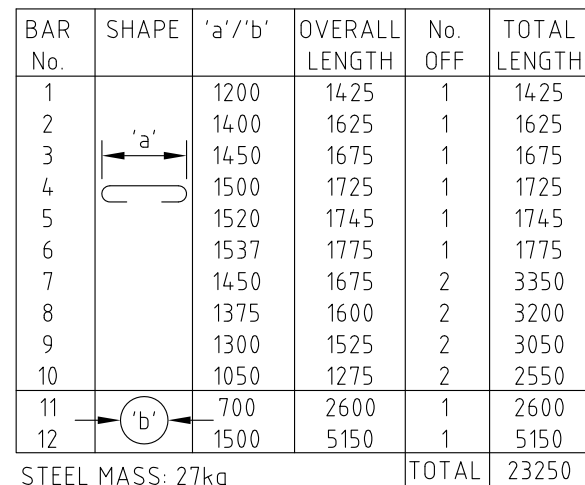 BAR SHAPE 'a'/'b' OVERALL No. TOTAL
No. LENGTH OFF LENGTH
1 1200 1425 1 1425
2 1400 1625 1 1625
'a'
3 1450 1675 1 1675
4 1500 1725 1 1725
5 1520 1745 1 1745
6 1537 1775 1 1775
7 1450 1675 2 3350
8 1375 1600 2 3200
9 1300 1525 2 3050
10 1050 1275 2 2550
11 700 2600 1 2600
'b'
12 1500 5150 1 5150
STEEL MASS: 27kg TOTAL 23250